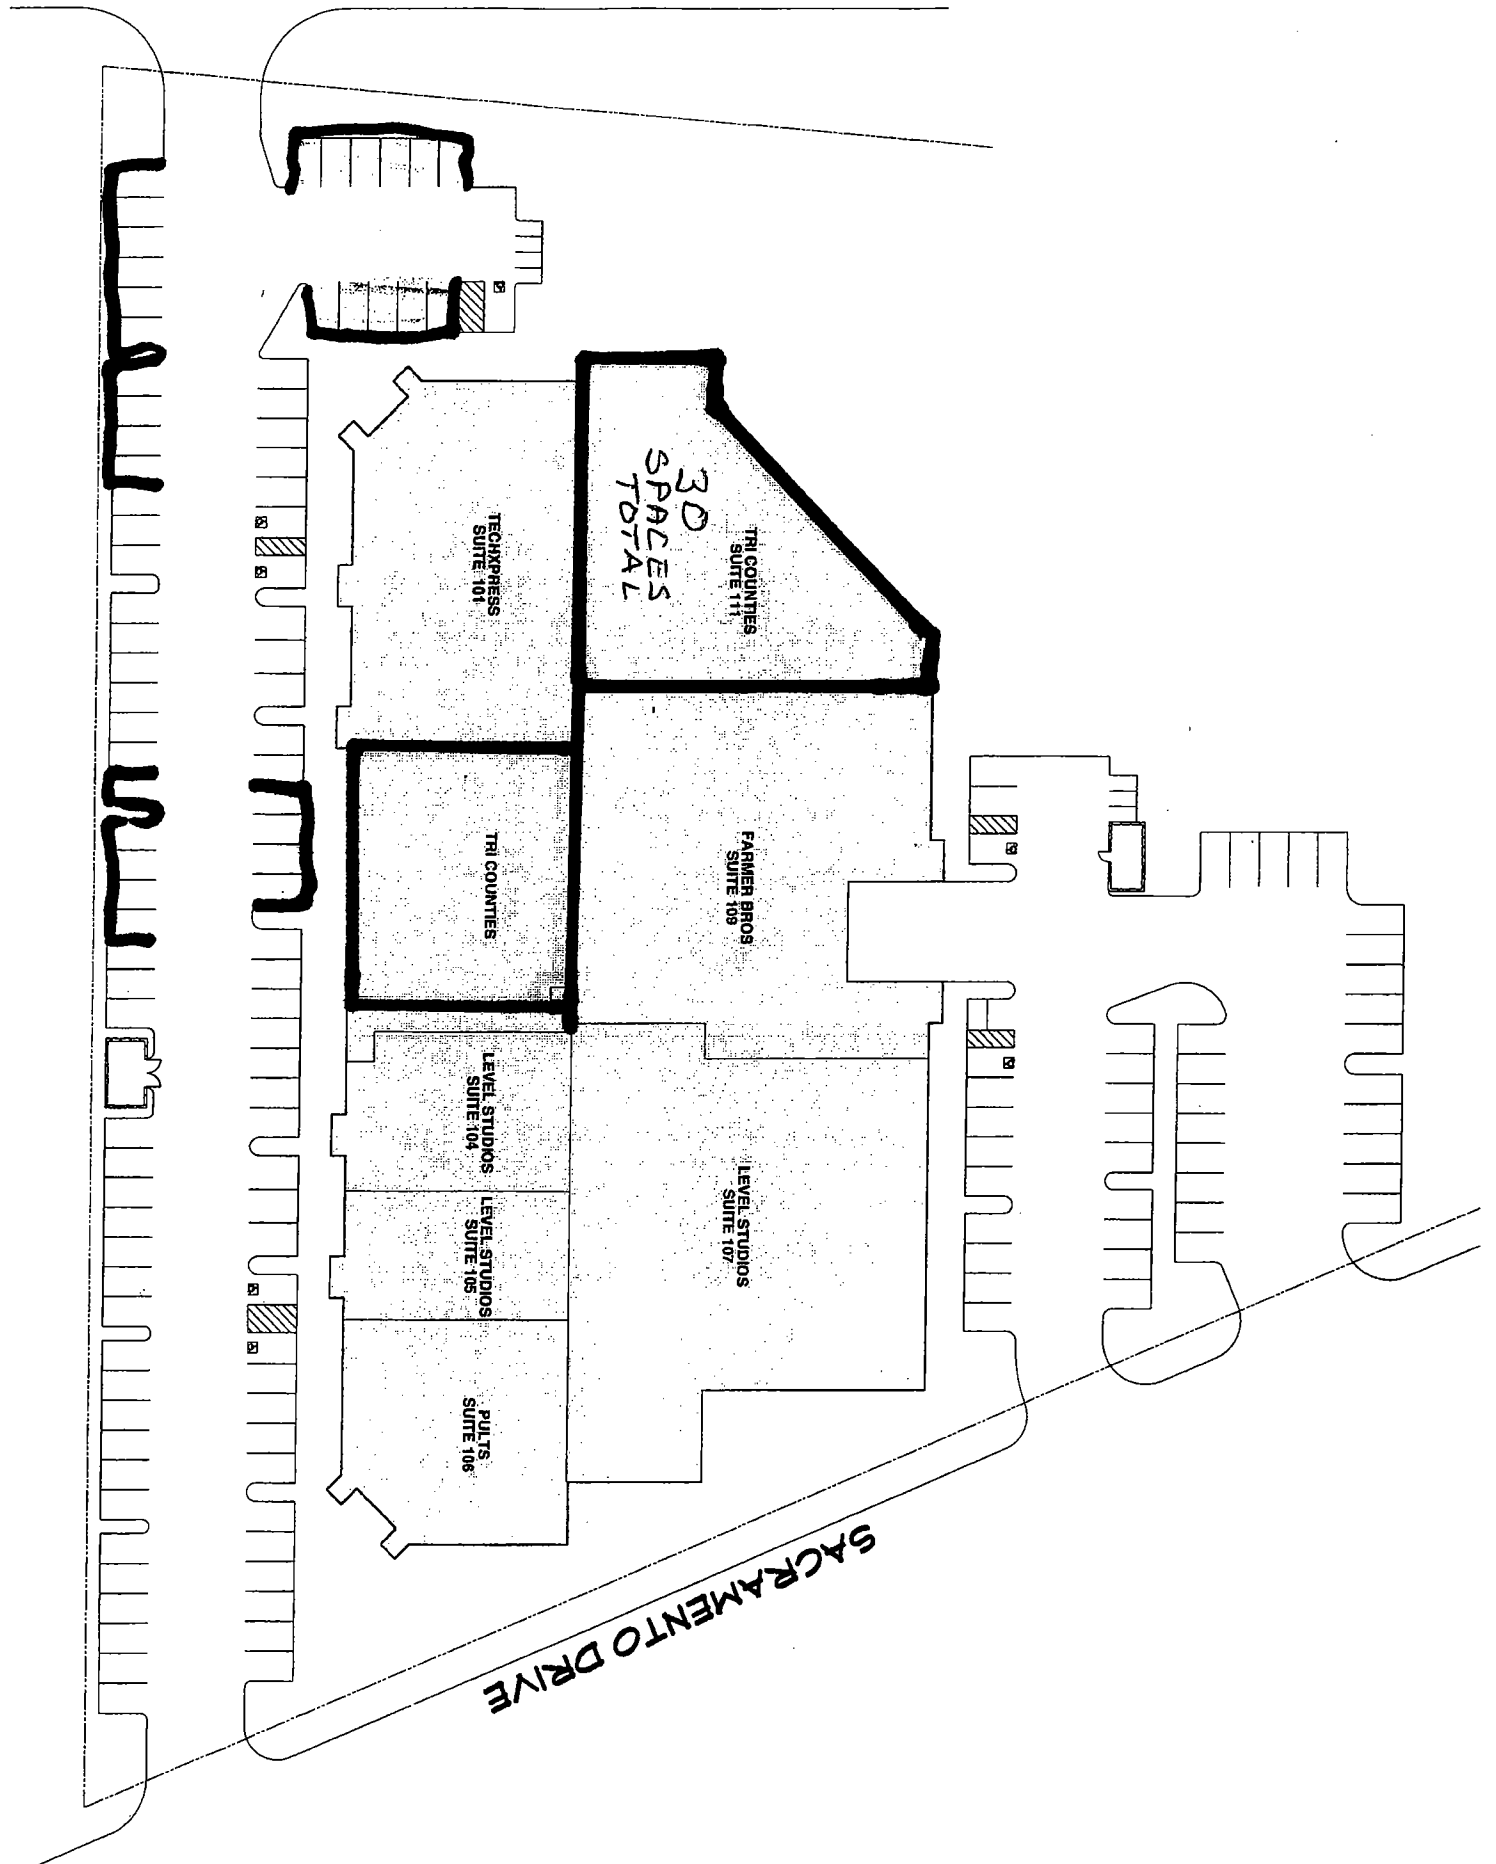 30
SPACES
TOTAL
TRI COUNTIES
SUITE 111
TECHXPRESS
SUITE 101
TRI COUNTIES
FARMER BROS
SUITE 109
LEVEL STUDIOS
SUITE 104
LEVEL STUDIOS
SUITE 105
LEVEL STUDIOS
SUITE 107
PULTS
SUITE 106
SACRAMENTO DRIVE